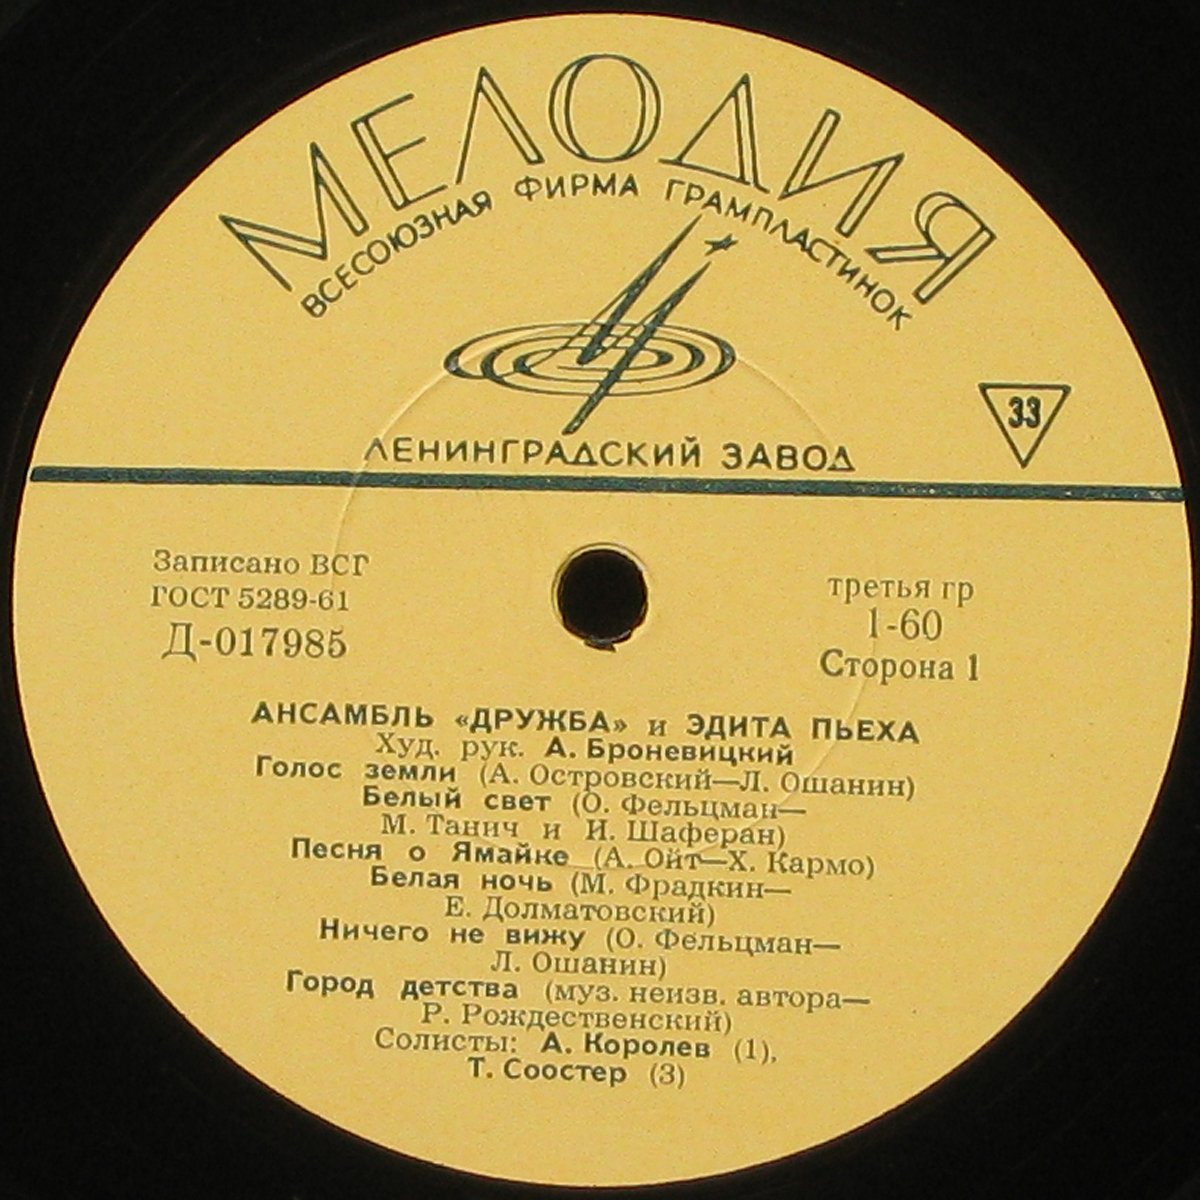 МЕЛОДИЯ
ВСЕСОЮЗНАЯ ФИРМА ГРАМПЛАСТИНОК
33
ЛЕНИНГРАДСКИЙ ЗАВОД
Записано ВСГ
ГОСТ 5289-61
Д-017985
третья гр
1-60
Сторона 1
АНСАМБЛЬ «ДРУЖБА» и ЭДИТА ПЬЕХА
Худ. рук. А. Броневицкий
Голос земли (А. Островский—Л. Ошанин)
Белый свет (О. Фельцман—
М. Танич и И. Шаферан)
Песня о Ямайке (А. Ойт—Х. Кармо)
Белая ночь (М. Фрадкин—
Е. Долматовский)
Ничего не вижу (О. Фельцман—
Л. Ошанин)
Город детства (муз. неизв. автора—
Р. Рождественский)
Солисты: А. Королев (1),
Т. Соостер (3)